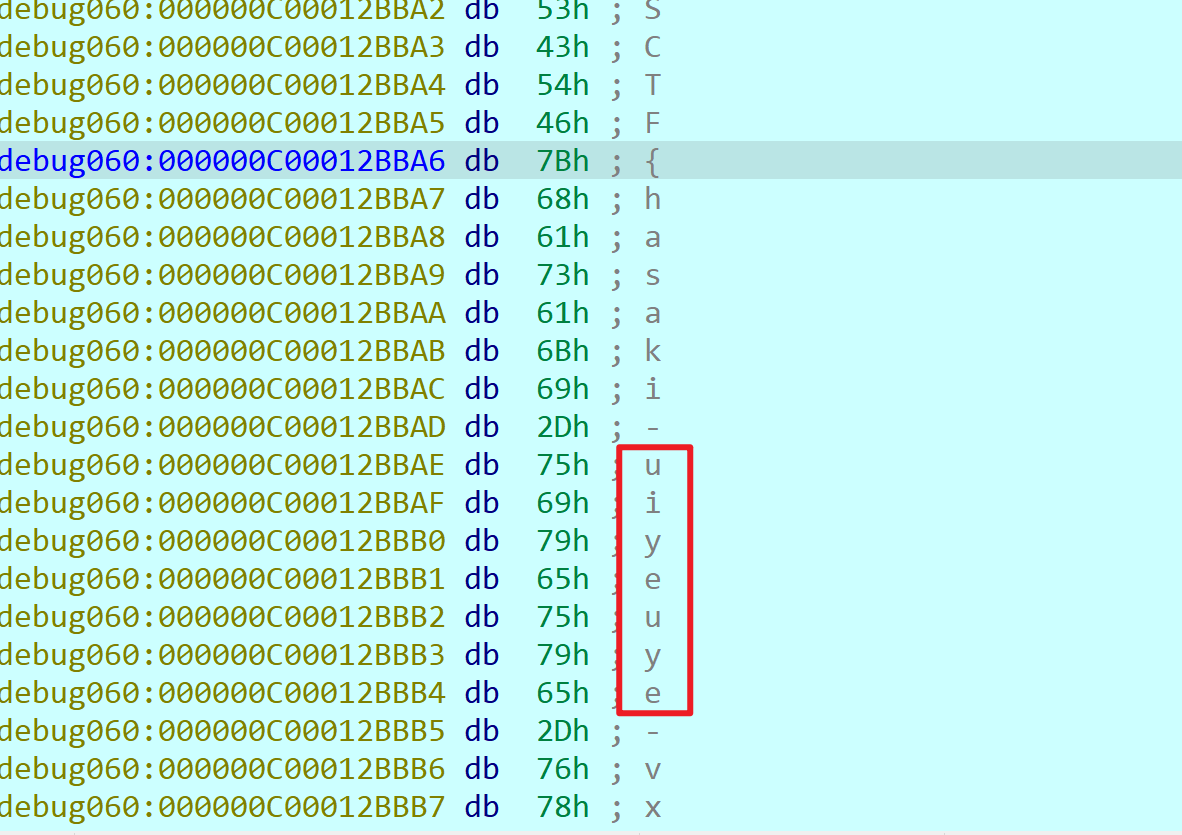 debug060:000000C00012BBA2 db 53h ; S
debug060:000000C00012BBA3 db 43h ; C
debug060:000000C00012BBA4 db 54h ; T
debug060:000000C00012BBA5 db 46h ; F
debug060:000000C00012BBA6 db 7Bh ; {
debug060:000000C00012BBA7 db 68h ; h
debug060:000000C00012BBA8 db 61h ; a
debug060:000000C00012BBA9 db 73h ; s
debug060:000000C00012BBAA db 61h ; a
debug060:000000C00012BBAB db 6Bh ; k
debug060:000000C00012BBAC db 69h ; i
debug060:000000C00012BBAD db 2Dh ; -
debug060:000000C00012BBAE db 75h ; u
debug060:000000C00012BBAF db 69h ; i
debug060:000000C00012BBB0 db 79h ; y
debug060:000000C00012BBB1 db 65h ; e
debug060:000000C00012BBB2 db 75h ; u
debug060:000000C00012BBB3 db 79h ; y
debug060:000000C00012BBB4 db 65h ; e
debug060:000000C00012BBB5 db 2Dh ; -
debug060:000000C00012BBB6 db 76h ; v
debug060:000000C00012BBB7 db 78h ; x